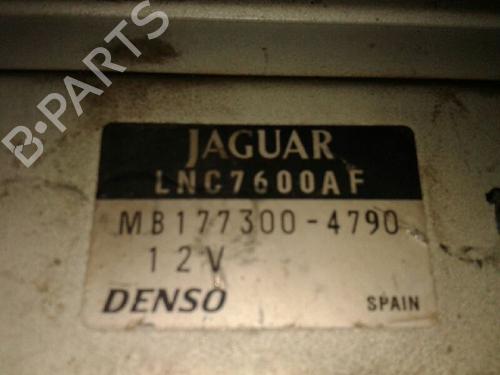 B-PARTS
JAGUAR
LNC7600AF
MB177300-4790
12V
DENSO SPAIN